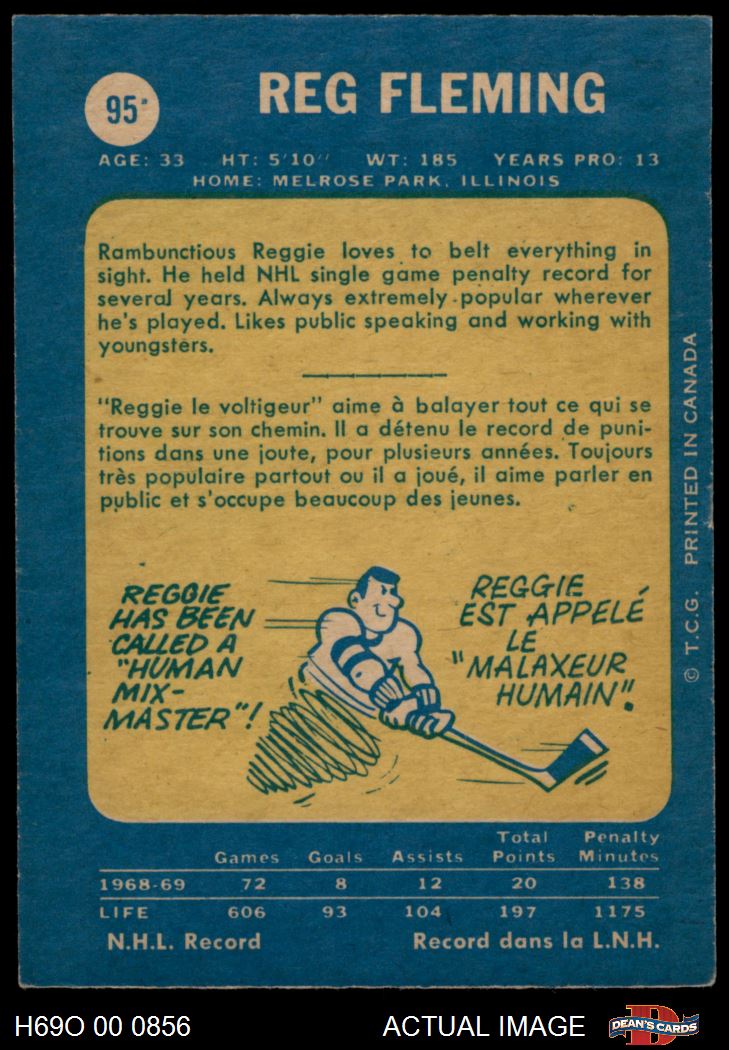 95
REG FLEMING
AGE: 33 HT: 5'10'' WT: 185 YEARS PRO: 13
HOME: MELROSE PARK, ILLINOIS
Rambunctious Reggie loves to belt everything in
sight. He held NHL single game penalty record for
several years. Always extremely popular wherever
he's played. Likes public speaking and working with
youngsters.
"Reggie le voltigeur" aime à balayer tout ce qui se
trouve sur son chemin. Il a détenu le record de puni-
tions dans une joute, pour plusieurs années. Toujours
très populaire partout ou il a joué, il aime parler en
public et s'occupe beaucoup des jeunes.
REGGIE
HAS BEEN
CALLED A
"HUMAN
MIX-
MASTER"!
REGGIE
EST APPELÉ
LE
"MALAXEUR
HUMAIN".
© T.C.G. PRINTED IN CANADA
Games Goals Assists Total Points Penalty Minutes
1968-69 72 8 12 20 138
LIFE 606 93 104 197 1175
N.H.L. Record Record dans la L.N.H.
H69O 00 0856 ACTUAL IMAGE
DEAN'S CARDS